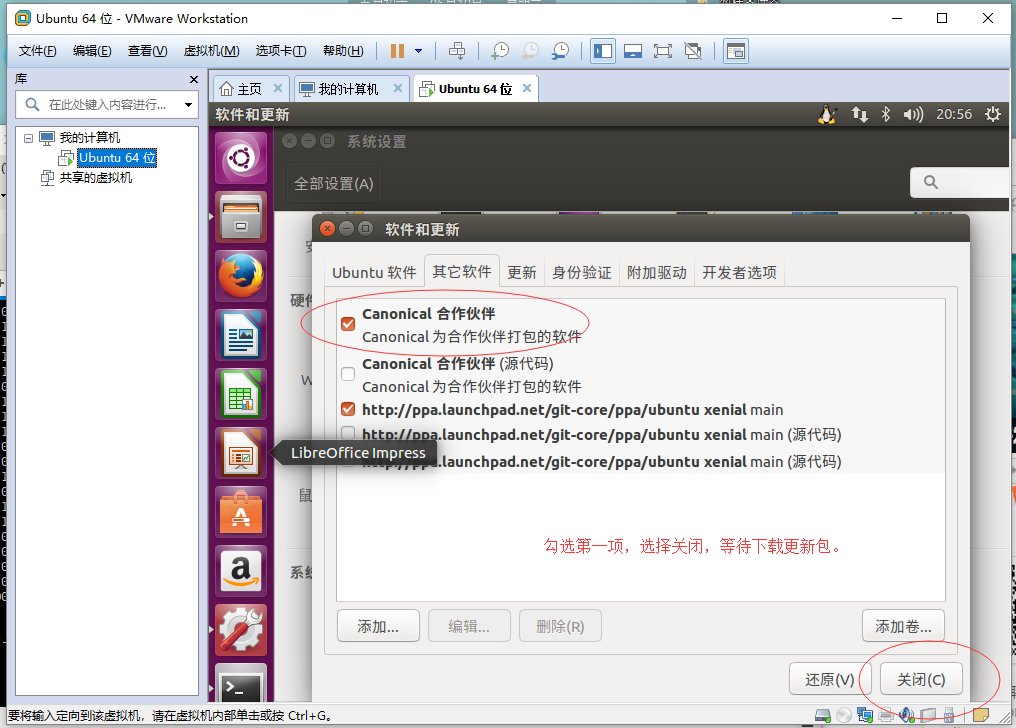 Ubuntu 64 位 - VMware Workstation
文件(F) 编辑(E) 查看(V) 虚拟机(M) 选项卡(T) 帮助(H)
库
主页 我的计算机 Ubuntu 64 位
在此处键入内容进行...
我的计算机
Ubuntu 64 位
共享的虚拟机
软件和更新 20:56
系统设置
全部设置(A)
软件和更新
Ubuntu 软件 其它软件 更新 身份验证 附加驱动 开发者选项
硬件
Canonical 合作伙伴
Canonical 为合作伙伴打包的软件
Canonical 合作伙伴 (源代码)
Canonical 为合作伙伴打包的软件
http://ppa.launchpad.net/git-core/ppa/ubuntu xenial main
http://ppa.launchpad.net/git-core/ppa/ubuntu xenial main (源代码)
LibreOffice Impress
.launchpad.net/git-core/ppa/ubuntu xenial main (源代码)
鼠
勾选第一项，选择关闭，等待下载更新包。
系统
添加... 编辑... 删除(R) 添加卷...
还原(V) 关闭(C)
要将输入定向到该虚拟机，请在虚拟机内部单击或按 Ctrl+G。